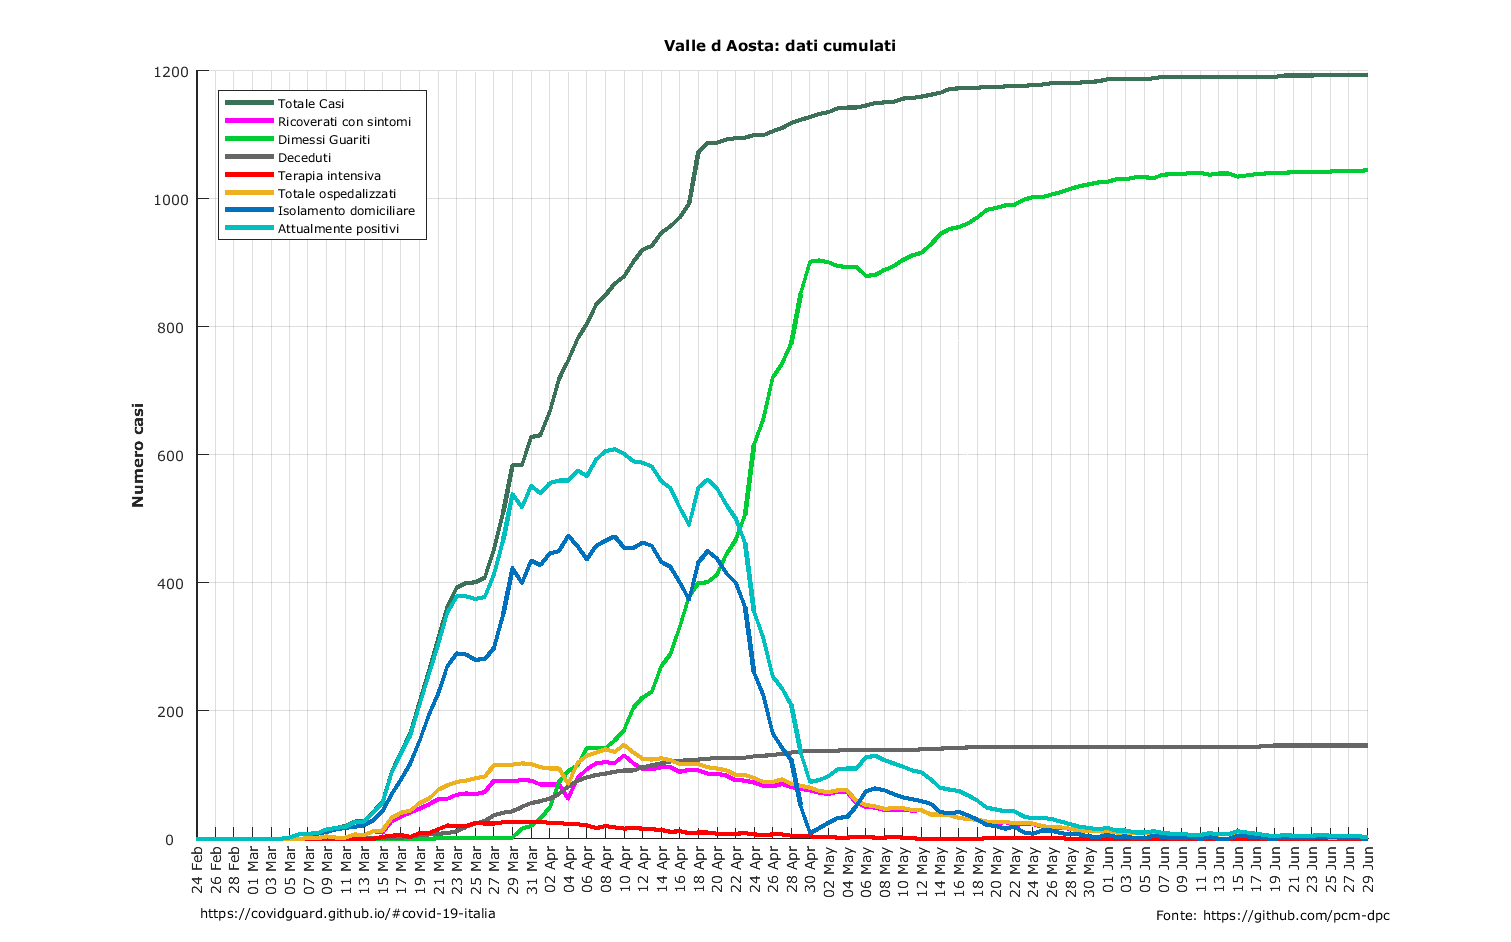 Valle d Aosta: dati cumulati
Numero casi
1200
1000
800
600
400
200
0
Totale Casi
Ricoverati con sintomi
Dimessi Guariti
Deceduti
Terapia intensiva
Totale ospedalizzati
Isolamento domiciliare
Attualmente positivi
24 Feb
26 Feb
28 Feb
01 Mar
03 Mar
05 Mar
07 Mar
09 Mar
11 Mar
13 Mar
15 Mar
17 Mar
19 Mar
21 Mar
23 Mar
25 Mar
27 Mar
29 Mar
31 Mar
02 Apr
04 Apr
06 Apr
08 Apr
10 Apr
12 Apr
14 Apr
16 Apr
18 Apr
20 Apr
22 Apr
24 Apr
26 Apr
28 Apr
30 Apr
02 May
04 May
06 May
08 May
10 May
12 May
14 May
16 May
18 May
20 May
22 May
24 May
26 May
28 May
30 May
01 Jun
03 Jun
05 Jun
07 Jun
09 Jun
11 Jun
13 Jun
15 Jun
17 Jun
19 Jun
21 Jun
23 Jun
25 Jun
27 Jun
29 Jun
https://covidguard.github.io/#covid-19-italia
Fonte: https://github.com/pcm-dpc